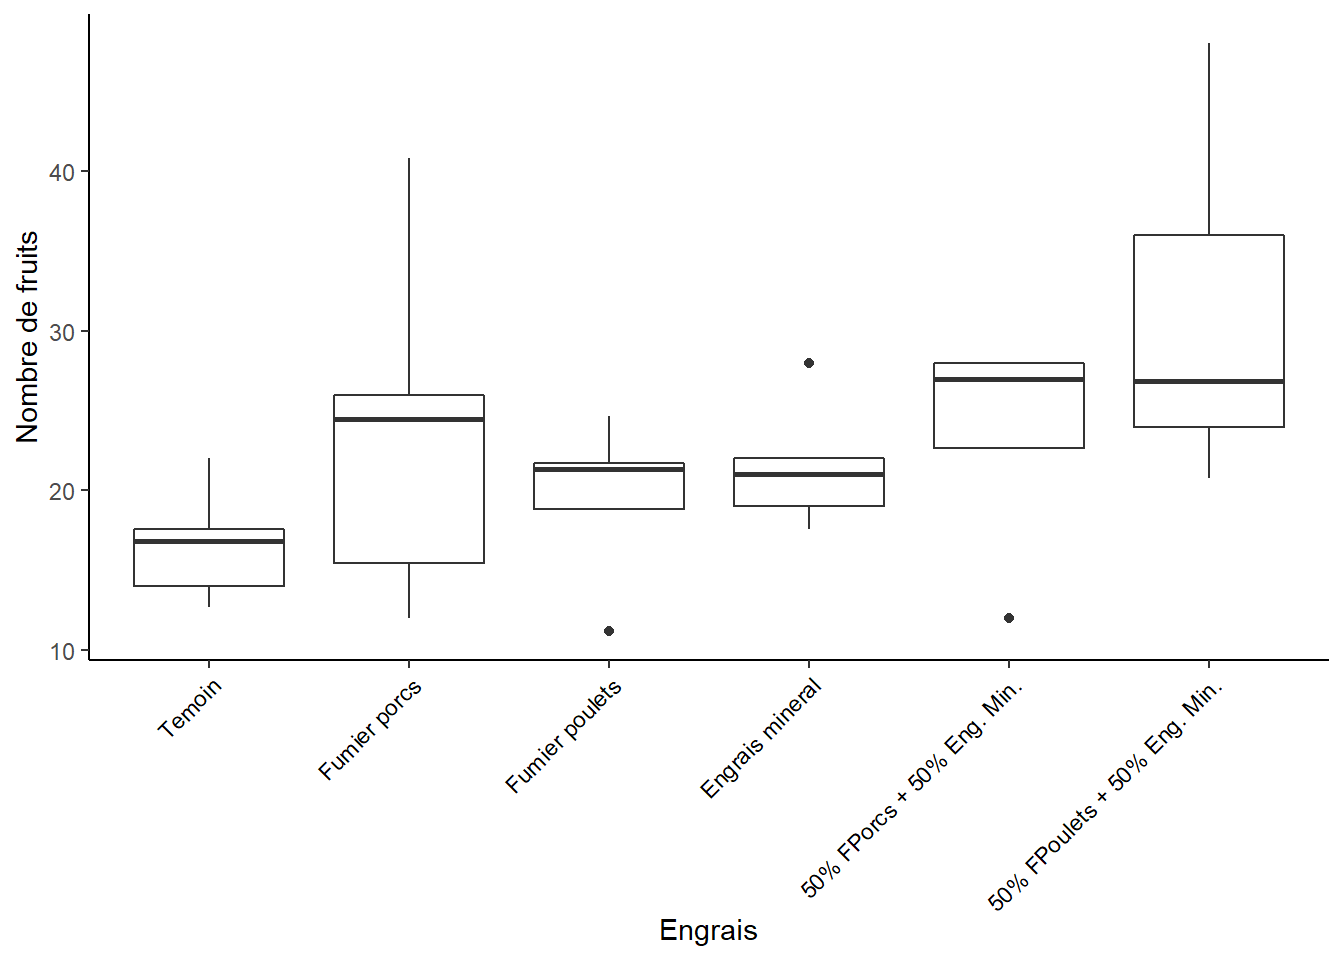 Nombre de fruits
40
30
20
10
Temoin
Fumier porcs
Fumier poulets
Engrais mineral
50% FPorcs + 50% Eng. Min.
50% FPoulets + 50% Eng. Min.
Engrais